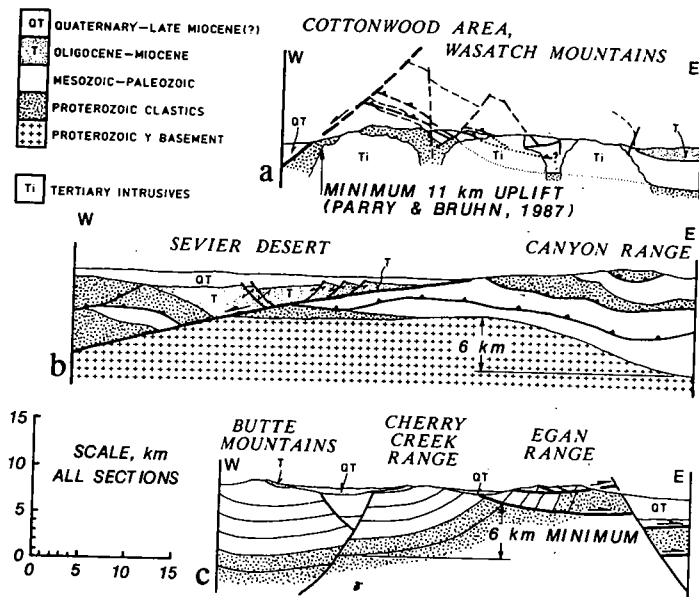 QT QUATERNARY–LATE MIOCENE(?)
T OLIGOCENE–MIOCENE
MESOZOIC–PALEOZOIC
PROTEROZOIC CLASTICS
PROTEROZOIC Y BASEMENT
Ti TERTIARY INTRUSIVES
COTTONWOOD AREA,
WASATCH MOUNTAINS
W
E
QT
T
Ti
Ti
?
Ti
a
MINIMUM 11 km UPLIFT
(PARRY & BRUHN, 1987)
W
E
SEVIER DESERT
CANYON RANGE
T
QT
T
T
6 km
b
15
10
5
0
0 5 10 15
SCALE, km
ALL SECTIONS
BUTTE
MOUNTAINS
CHERRY
CREEK
RANGE
EGAN
RANGE
W
E
T
QT
QT
QT
6 km MINIMUM
c